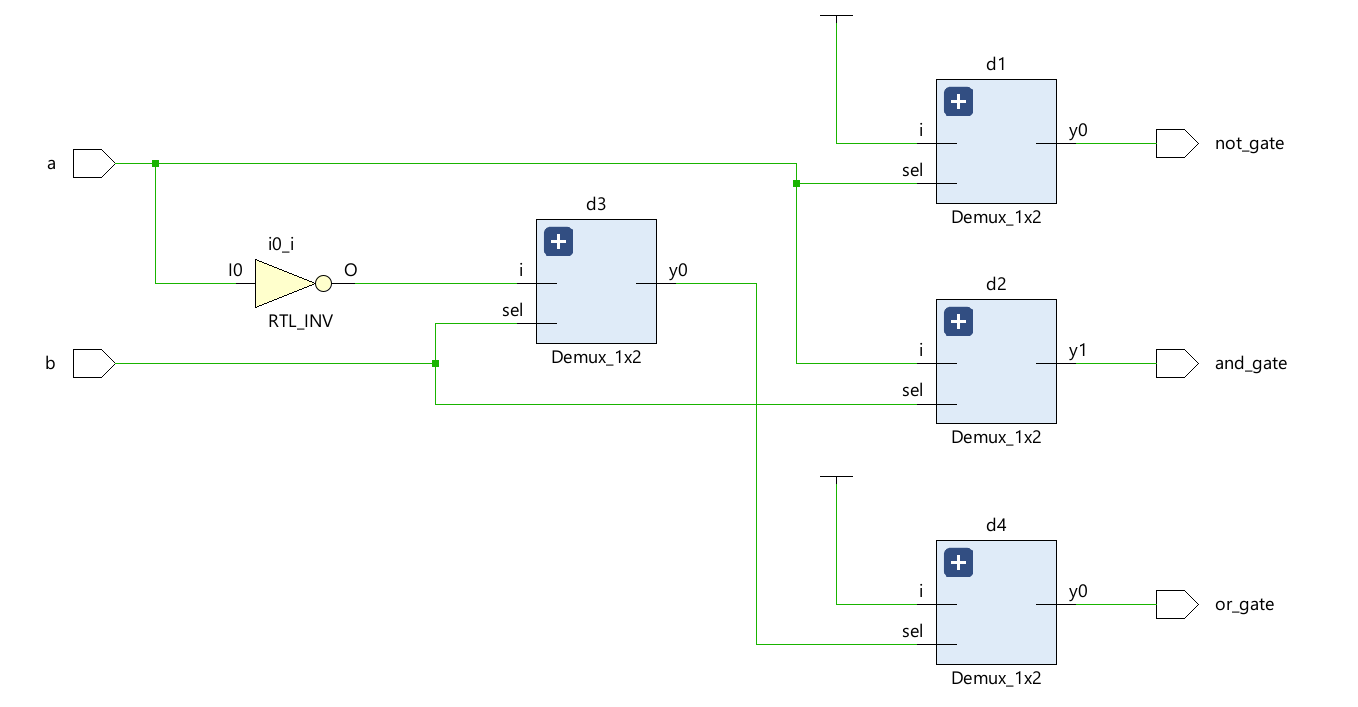 d1
i
y0
a
not_gate
sel
d3
Demux_1x2
i0_i
I0
O
i
y0
d2
sel
RTL_INV
i
y1
b
Demux_1x2
and_gate
sel
Demux_1x2
d4
i
y0
or_gate
sel
Demux_1x2